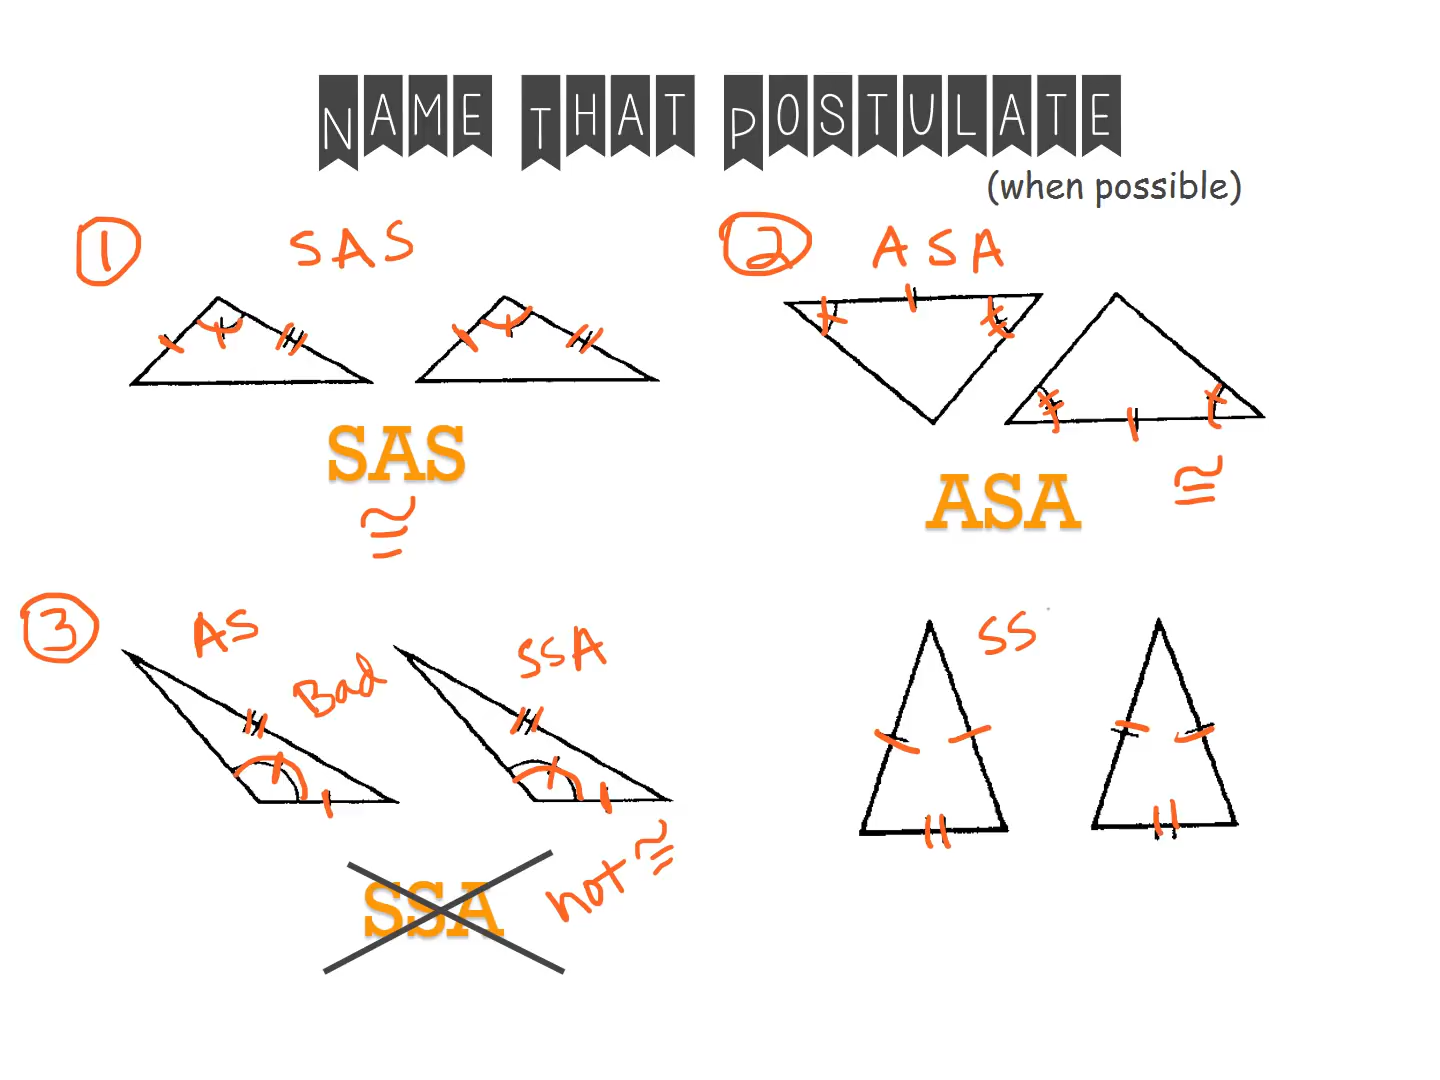 NAME THAT POSTULATE
(when possible)
1 SAS
SAS
≅
2 ASA
ASA ≅
3 AS
Bad
SSA
SSA
not ≅
SS